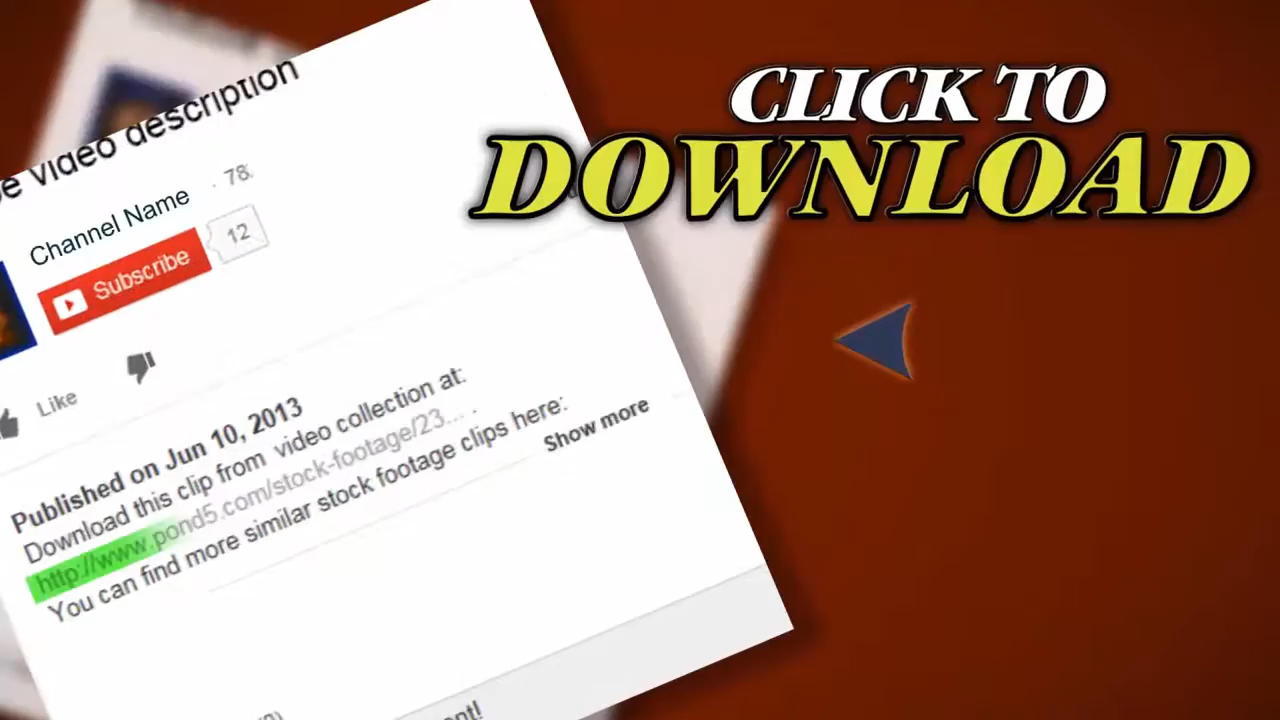 CLICK TO
DOWNLOAD
video description
Channel Name
78
Subscribe
12
Like
Published on Jun 10, 2013
Download this clip from video collection at:
http://www.pond5.com/stock-footage/23...
You can find more similar stock footage clips here:
Show more